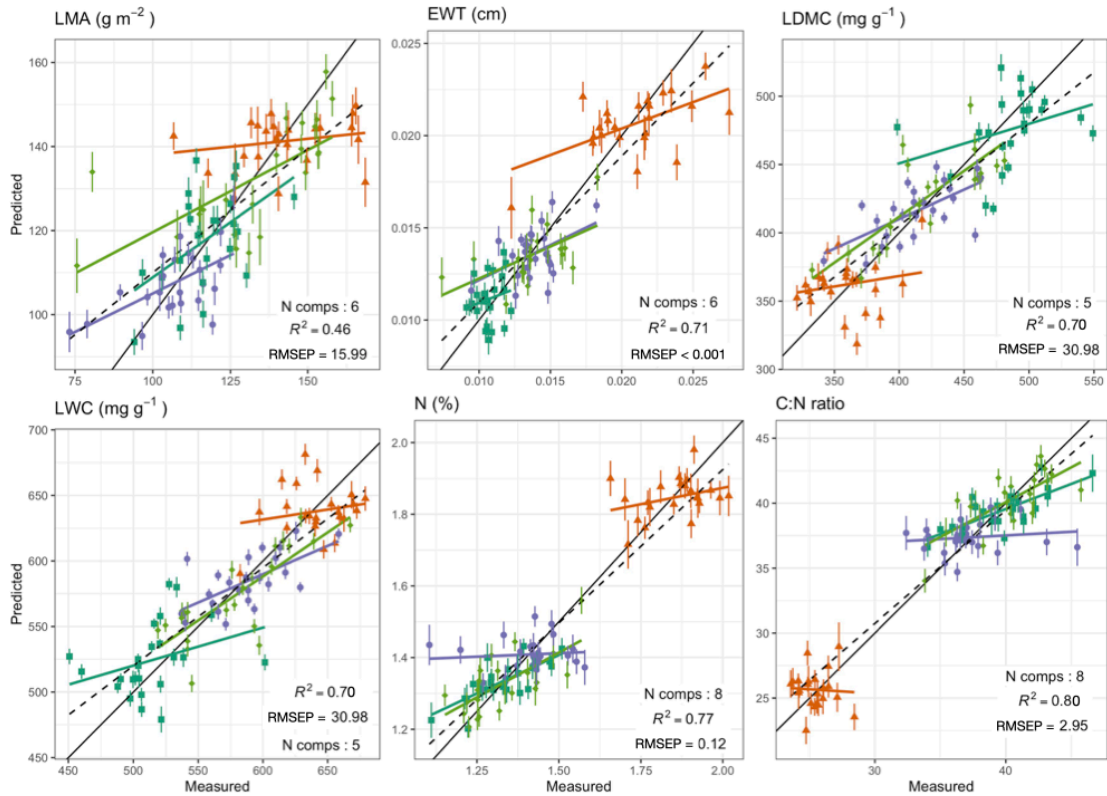 LMA (g m⁻²)
EWT (cm)
LDMC (mg g⁻¹)
Predicted
160
140
120
100
75
100
125
150
N comps : 6
R² = 0.46
RMSEP = 15.99
0.025
0.020
0.015
0.010
0.010
0.015
0.020
0.025
N comps : 6
R² = 0.71
RMSEP < 0.001
500
450
400
350
300
350
400
450
500
550
N comps : 5
R² = 0.70
RMSEP = 30.98
LWC (mg g⁻¹)
N (%)
C:N ratio
Predicted
700
650
600
550
500
450
450
500
550
600
650
R² = 0.70
RMSEP = 30.98
N comps : 5
Measured
2.0
1.8
1.6
1.4
1.2
1.25
1.50
1.75
2.00
N comps : 8
R² = 0.77
RMSEP = 0.12
Measured
45
40
35
30
25
30
40
N comps : 8
R² = 0.80
RMSEP = 2.95
Measured